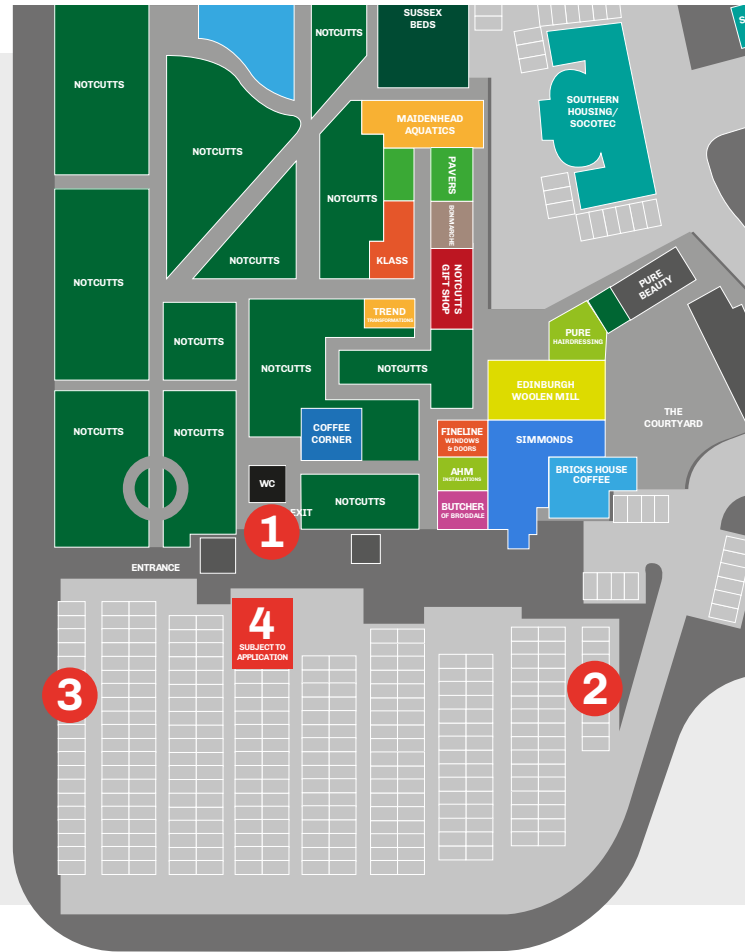 SUSSEX
BEDS
NOTCUTTS
NOTCUTTS
MAIDENHEAD
AQUATICS
SOUTHERN
HOUSING/
SOCOTEC
NOTCUTTS
PAVERS
NOTCUTTS
BONMARCHE
NOTCUTTS
KLASS
NOTCUTTS
GIFT SHOP
NOTCUTTS
PURE
BEAUTY
TREND
TRANSFORMATIONS
NOTCUTTS
PURE
HAIRDRESSING
NOTCUTTS
NOTCUTTS
EDINBURGH
WOOLEN MILL
THE
COURTYARD
NOTCUTTS
NOTCUTTS
COFFEE
CORNER
FINELINE
WINDOWS
& DOORS
SIMMONDS
AHM
INSTALLATIONS
BRICKS HOUSE
COFFEE
WC
NOTCUTTS
BUTCHER
OF BROGDALE
EXIT
1
ENTRANCE
4
SUBJECT TO
APPLICATION
3
2